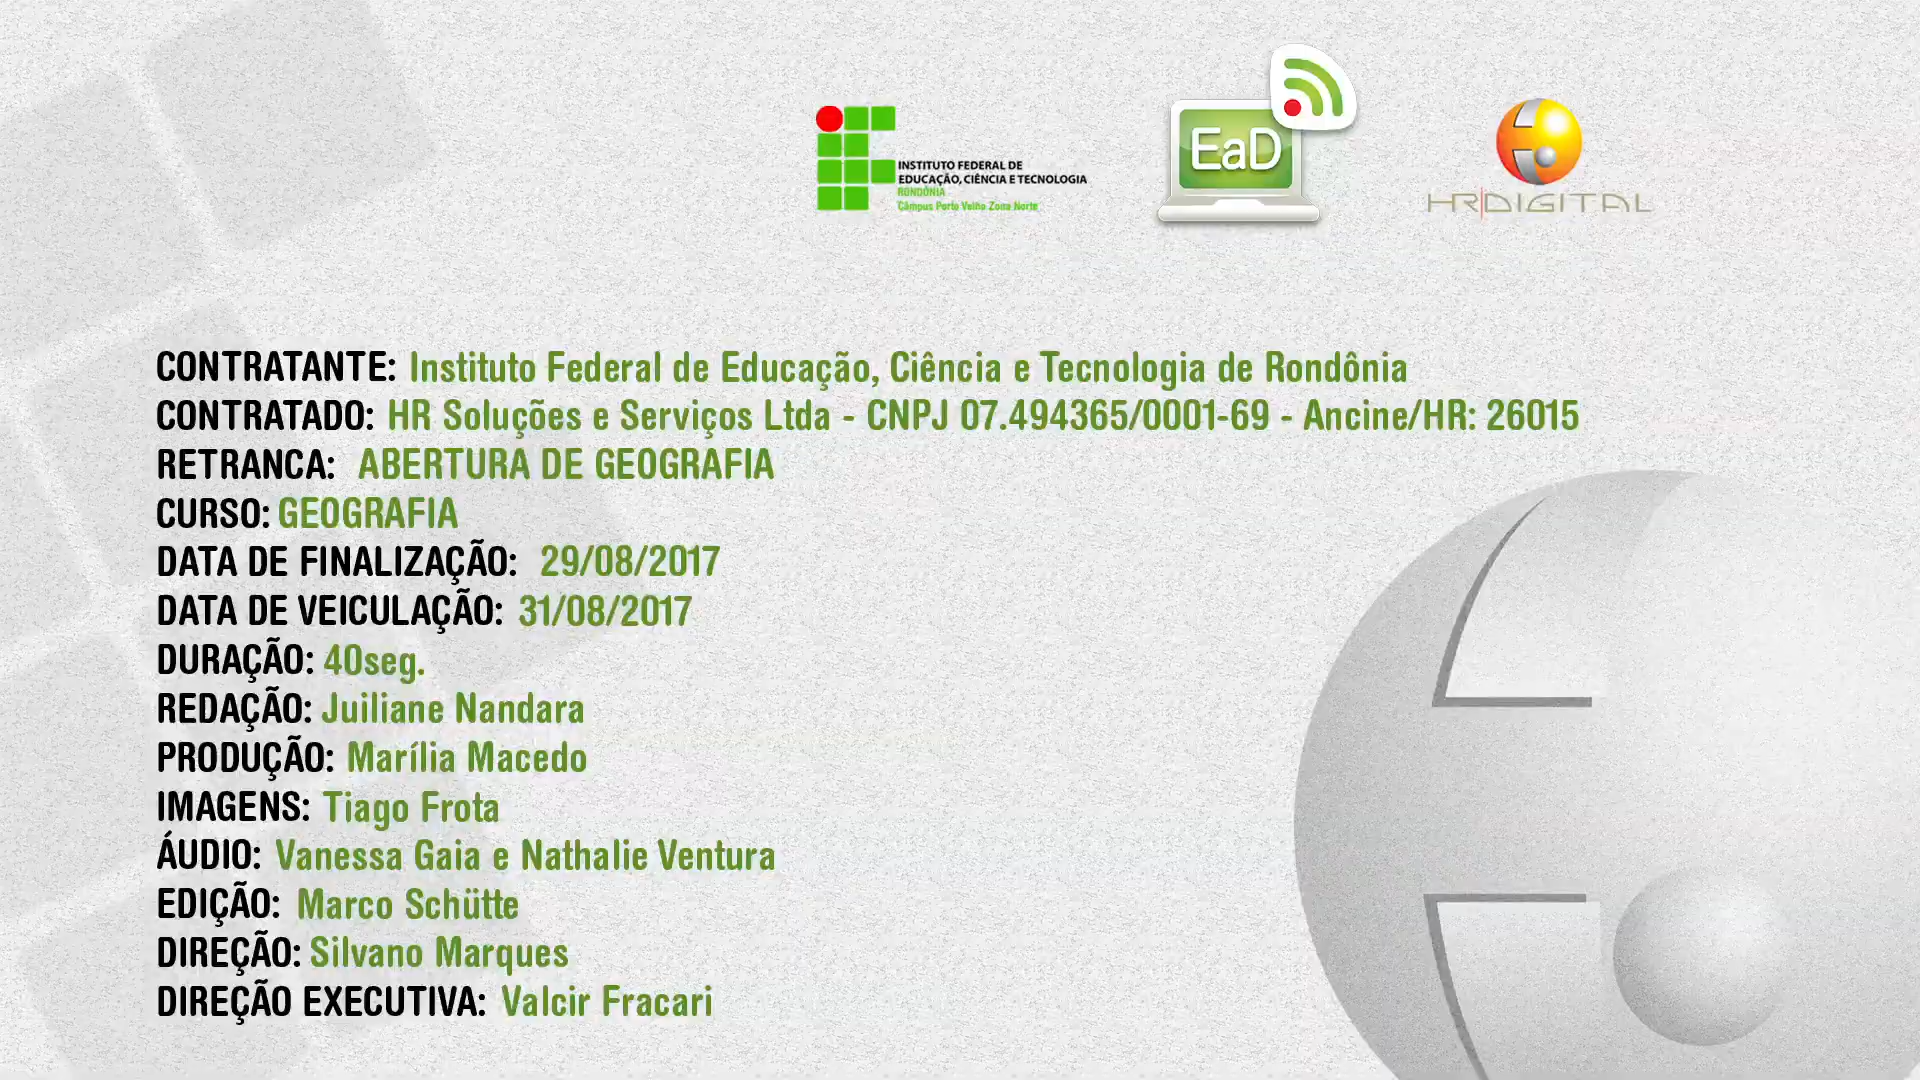 INSTITUTO FEDERAL DE
EDUCAÇÃO, CIÊNCIA E TECNOLOGIA
RONDÔNIA
Câmpus Porto Velho Zona Norte
EaD
HR DIGITAL
CONTRATANTE: Instituto Federal de Educação, Ciência e Tecnologia de Rondônia
CONTRATADO: HR Soluções e Serviços Ltda - CNPJ 07.494365/0001-69 - Ancine/HR: 26015
RETRANCA: ABERTURA DE GEOGRAFIA
CURSO: GEOGRAFIA
DATA DE FINALIZAÇÃO: 29/08/2017
DATA DE VEICULAÇÃO: 31/08/2017
DURAÇÃO: 40seg.
REDAÇÃO: Juiliane Nandara
PRODUÇÃO: Marília Macedo
IMAGENS: Tiago Frota
ÁUDIO: Vanessa Gaia e Nathalie Ventura
EDIÇÃO: Marco Schütte
DIREÇÃO: Silvano Marques
DIREÇÃO EXECUTIVA: Valcir Fracari